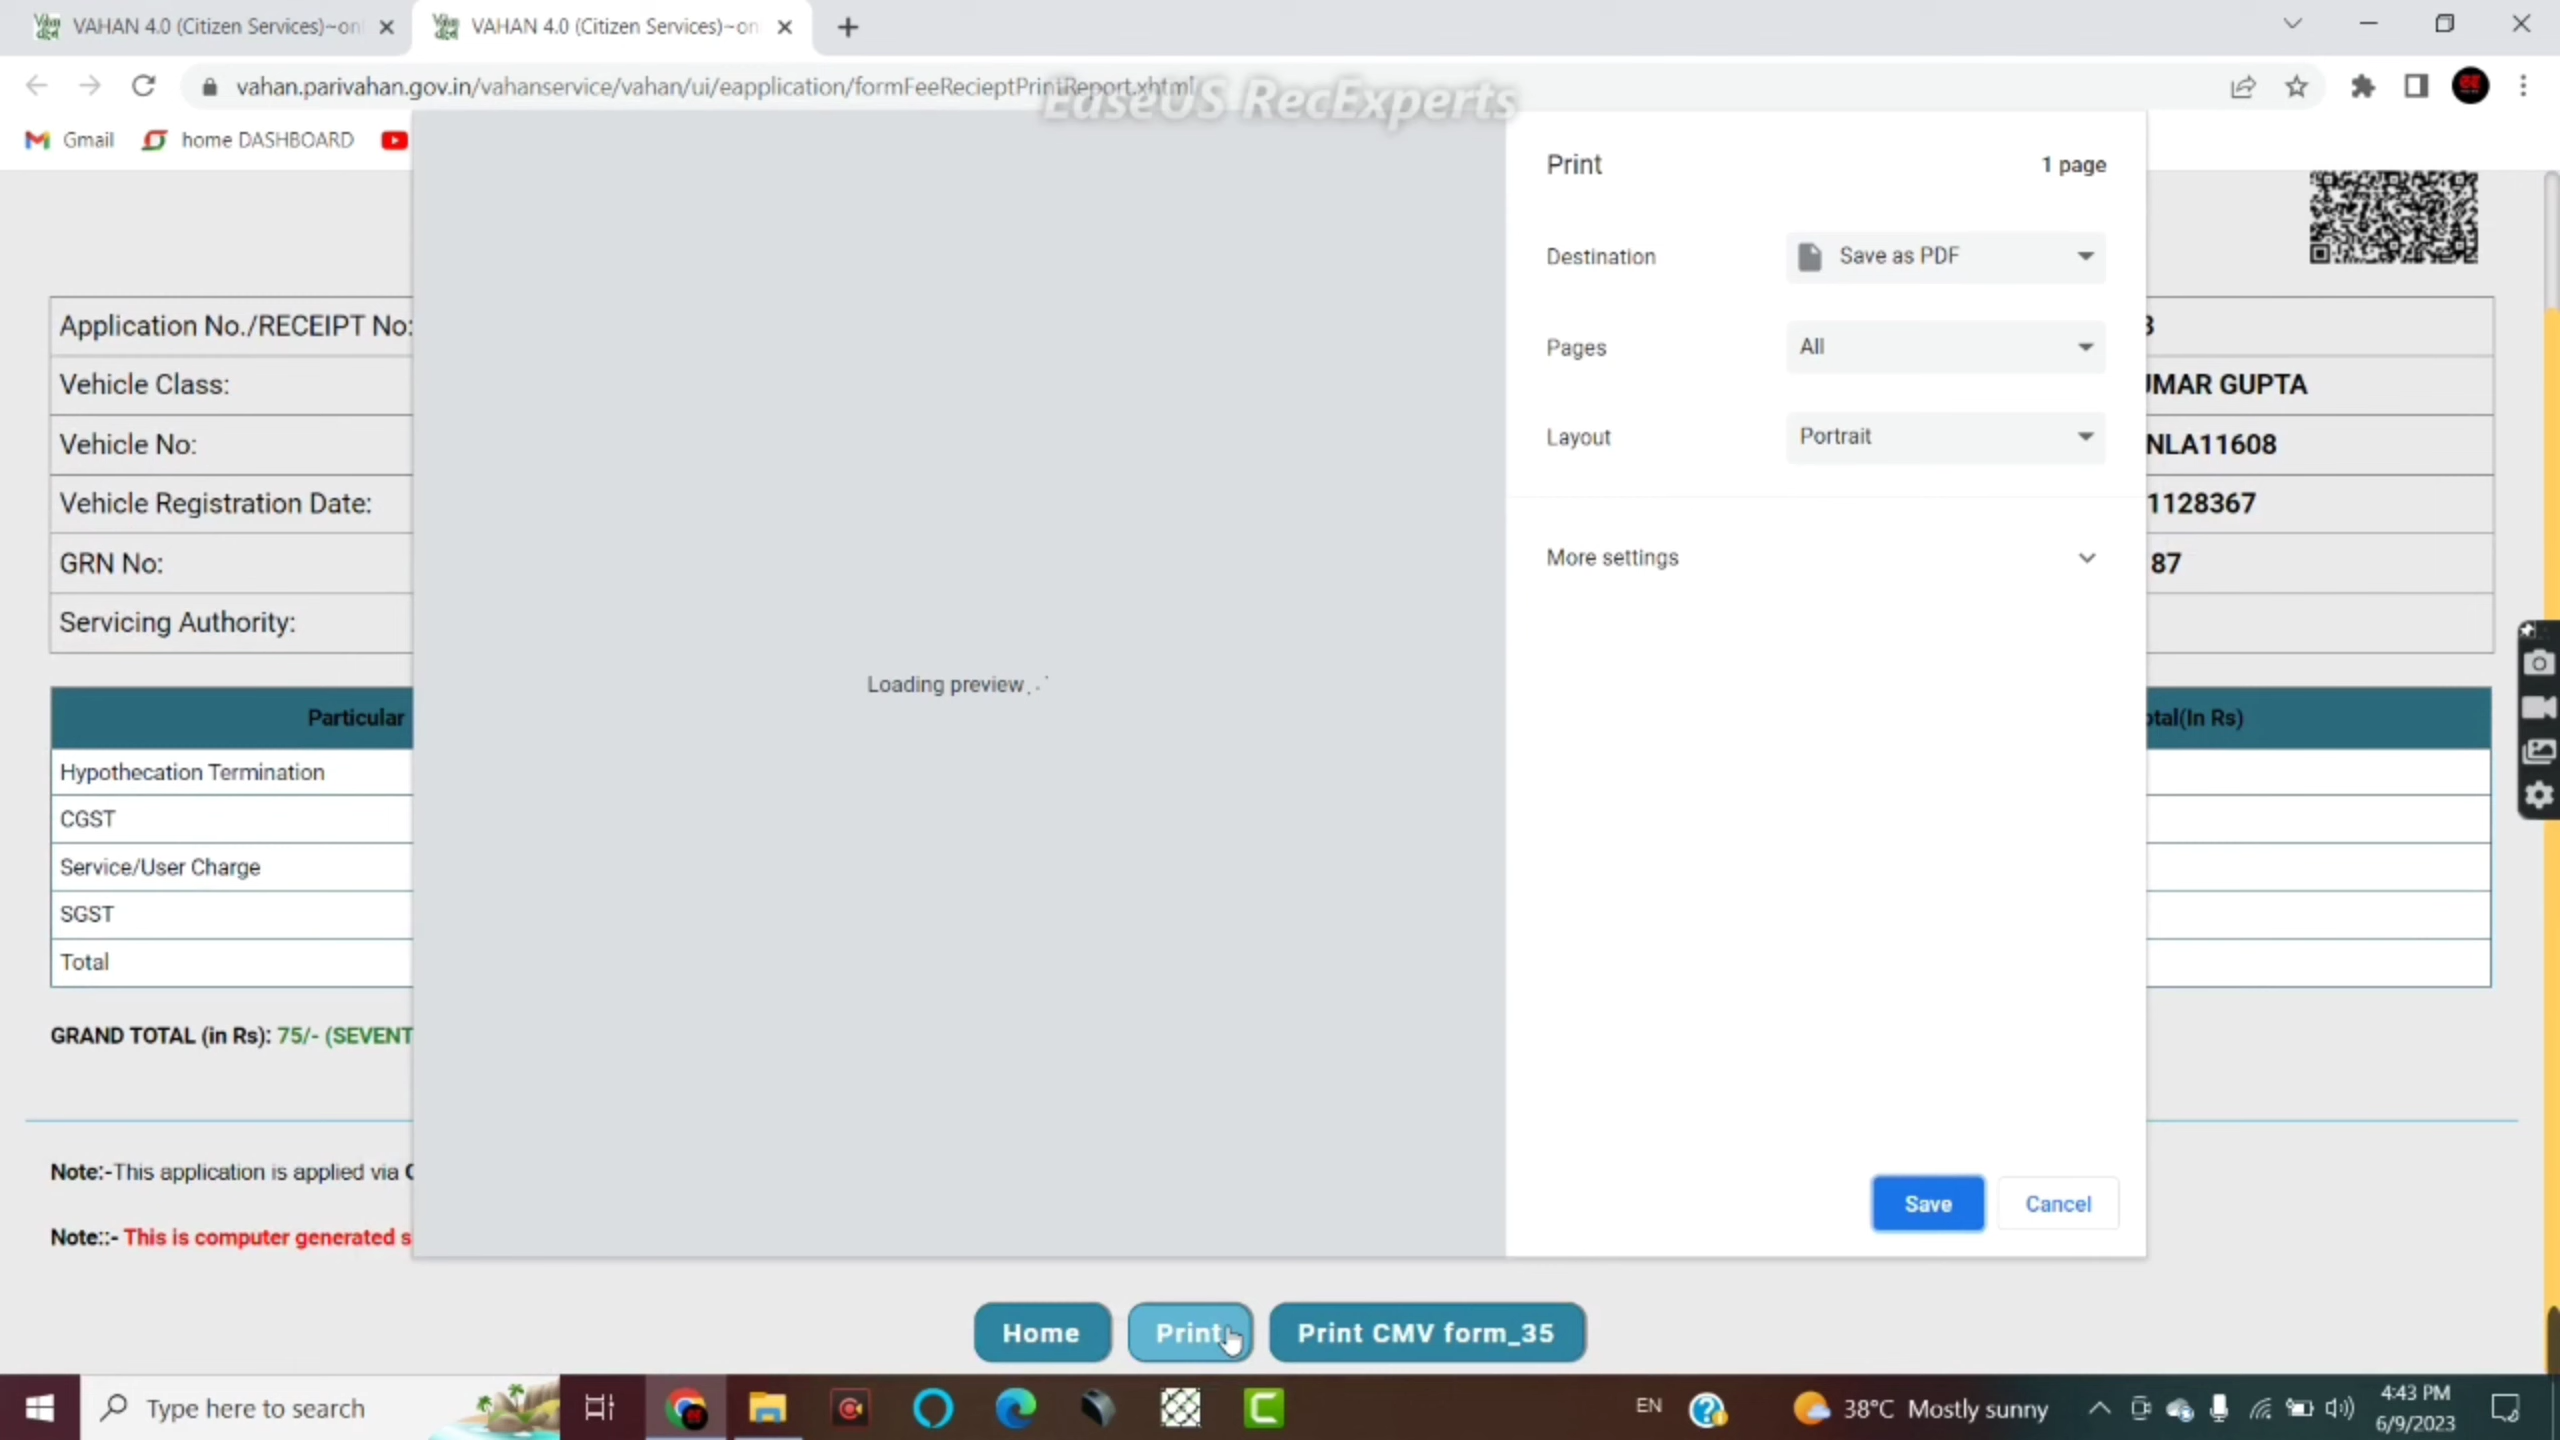 VAHAN 4.0 (Citizen Services)~onl
VAHAN 4.0 (Citizen Services)~on
vahan.parivahan.gov.in/vahanservice/vahan/ui/eapplication/formFeeRecieptPrintReport.xhtml
EaseUS RecExperts
Gmail
home DASHBOARD
Print
1 page
Destination
Save as PDF
Pages
All
Layout
Portrait
More settings
Loading preview
Save
Cancel
Application No./RECEIPT No:
Vehicle Class:
UMAR GUPTA
Vehicle No:
NLA11608
Vehicle Registration Date:
1128367
GRN No:
87
Servicing Authority:
Particular
otal(In Rs)
Hypothecation Termination
CGST
Service/User Charge
SGST
Total
GRAND TOTAL (in Rs): 75/- (SEVENT
Note:-This application is applied via
Note::- This is computer generated s
Home
Print
Print CMV form_35
Type here to search
EN
38°C Mostly sunny
4:43 PM
6/9/2023